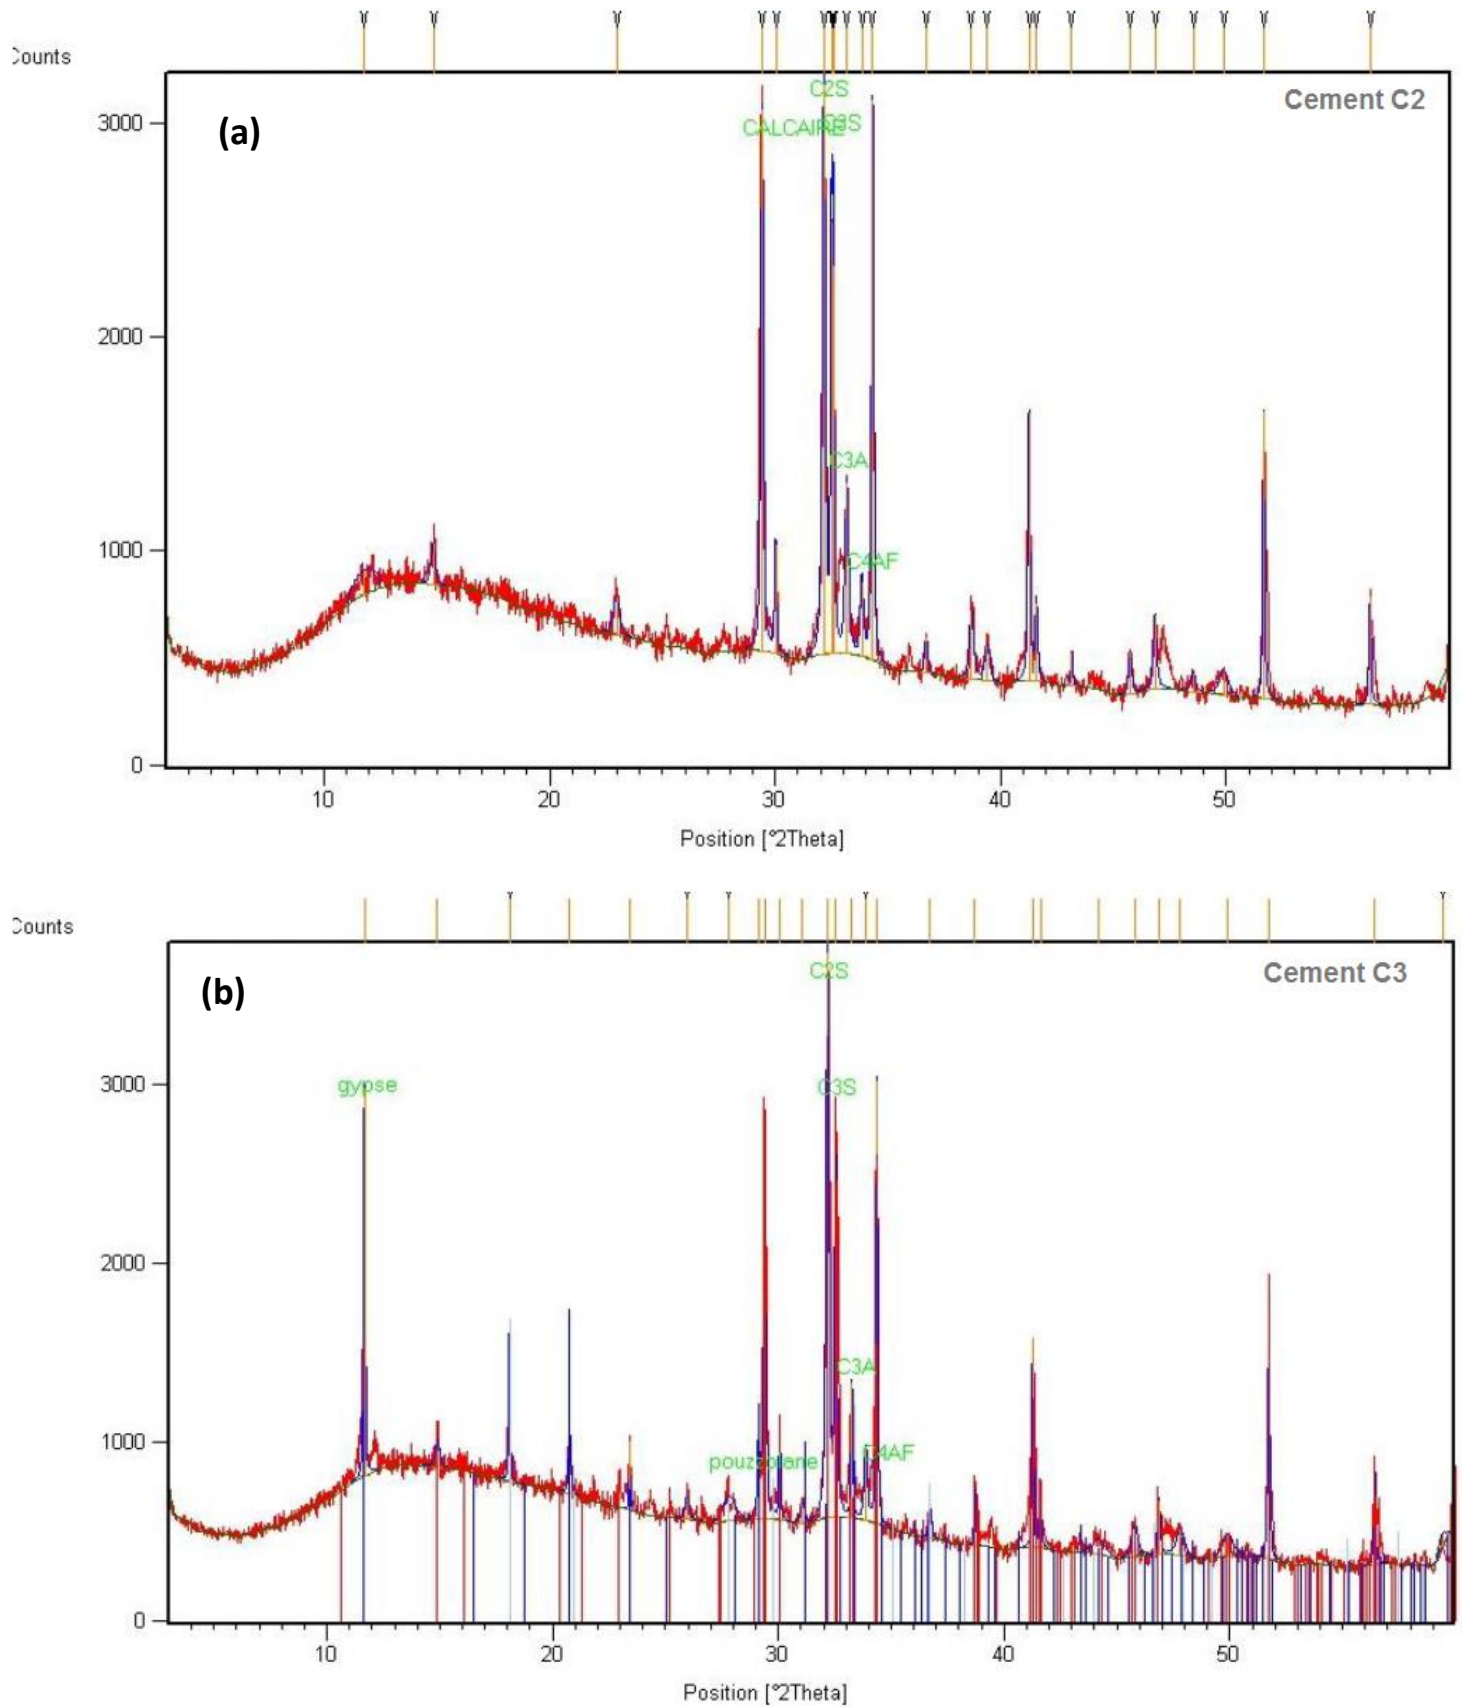 Counts
Cement C2
(a)
C2S
CALCAIRE C3S
3000
2000
C3A
1000
C4AF
0
10 20 30 40 50
Position [°2Theta]
Counts
Cement C3
(b)
C2S
gypse
C3S
3000
2000
C3A
C4AF
pouzzolane
1000
0
10 20 30 40 50
Position [°2Theta]